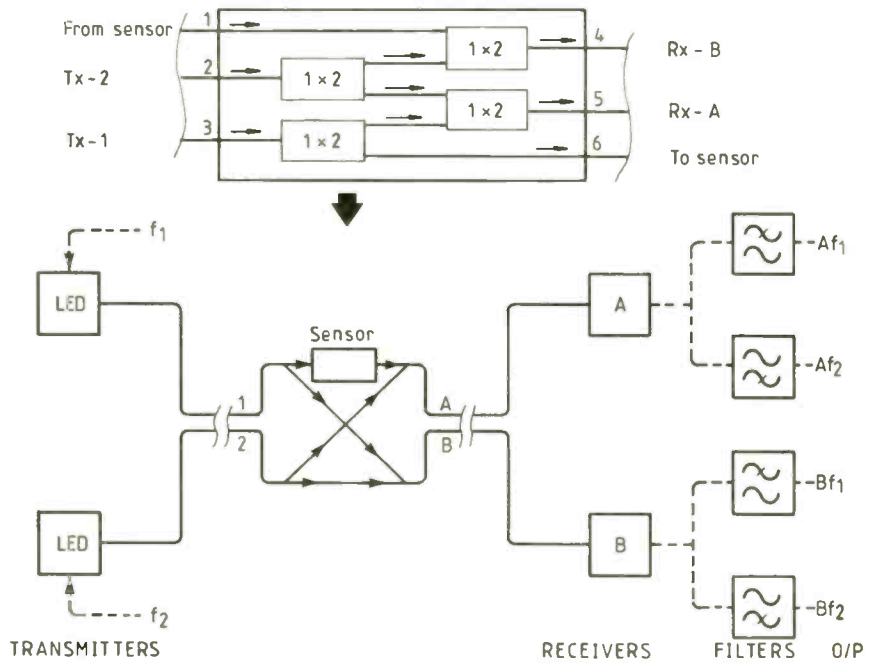 From sensor 1 4 Rx-B
1×2
Tx-2 2 1×2
1×2 5 Rx-A
Tx-1 3 1×2 6 To sensor
f1 Af1
LED A
Sensor
Af2
1 A
2 B
Bf1
LED B
f2 Bf2
TRANSMITTERS RECEIVERS FILTERS O/P